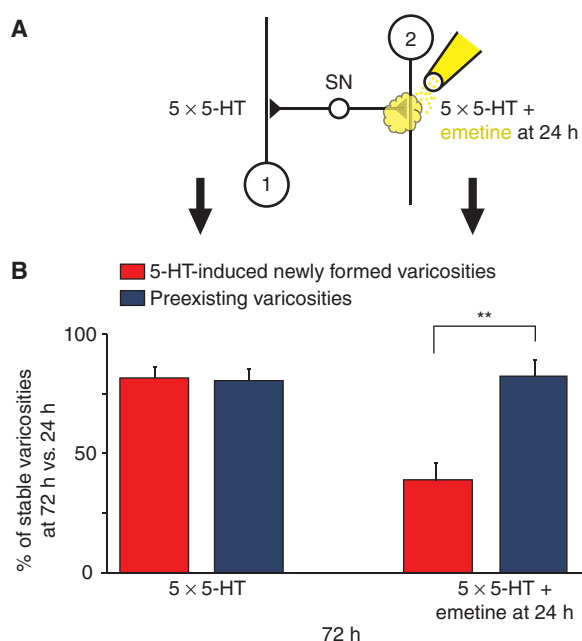 A
2
SN
5 × 5-HT
5 × 5-HT +
emetine at 24 h
1
B
5-HT-induced newly formed varicosities
Preexisting varicosities
% of stable varicosities
at 72 h vs. 24 h
100
**
50
0
5 × 5-HT
5 × 5-HT +
emetine at 24 h
72 h